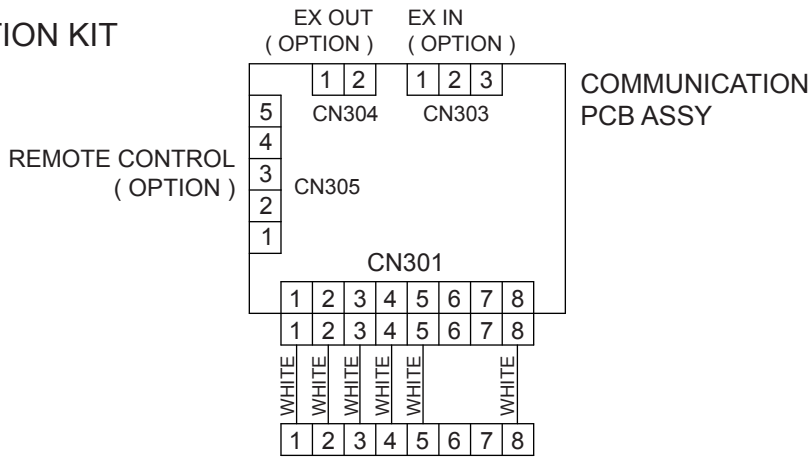 TION KIT
EX OUT
( OPTION )
EX IN
( OPTION )
1 2
1 2 3
CN304
CN303
COMMUNICATION
PCB ASSY
REMOTE CONTROL
( OPTION )
5
4
3
2
1
CN305
CN301
1 2 3 4 5 6 7 8
1 2 3 4 5 6 7 8
WHITE
WHITE
WHITE
WHITE
WHITE
WHITE
1 2 3 4 5 6 7 8